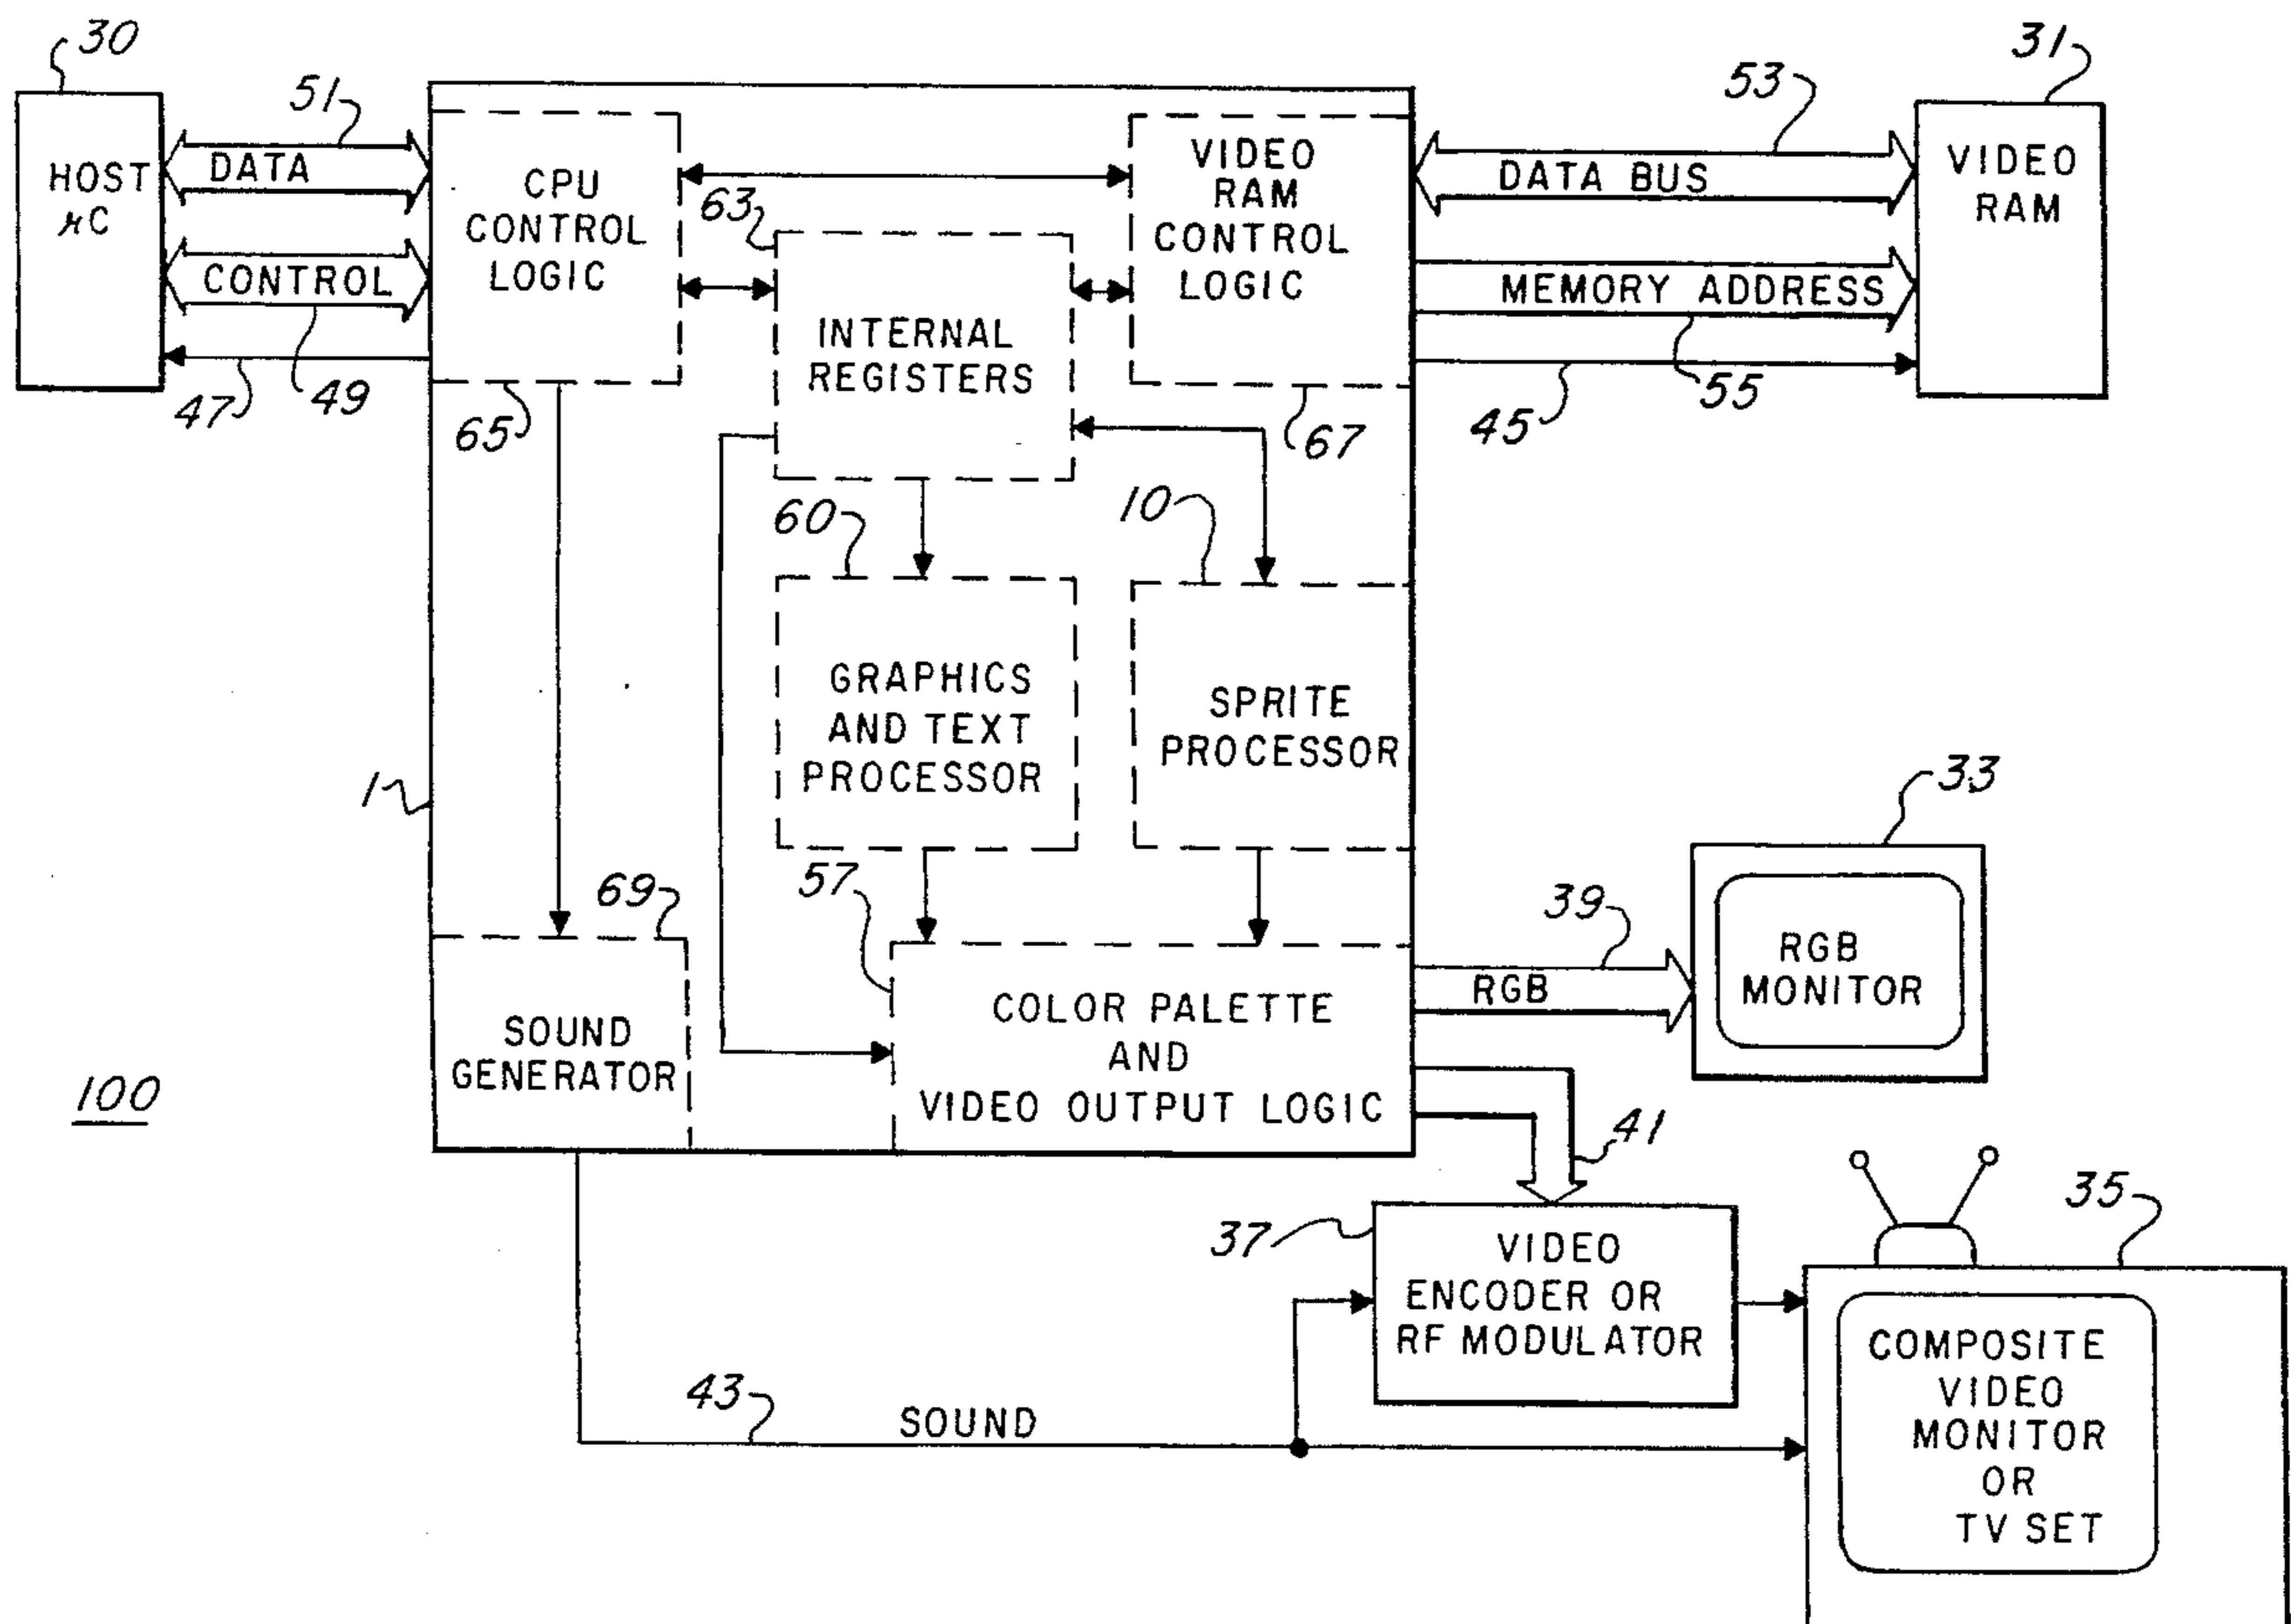 30
51
HOST
μC
DATA
CONTROL
47
49
CPU
CONTROL
LOGIC
65
63
INTERNAL
REGISTERS
VIDEO
RAM
CONTROL
LOGIC
67
53
DATA BUS
MEMORY ADDRESS
45
55
31
VIDEO
RAM
60
GRAPHICS
AND TEXT
PROCESSOR
10
SPRITE
PROCESSOR
1
69
SOUND
GENERATOR
57
COLOR PALETTE
AND
VIDEO OUTPUT LOGIC
39
RGB
33
RGB
MONITOR
100
41
37
VIDEO
ENCODER OR
RF MODULATOR
35
COMPOSITE
VIDEO
MONITOR
OR
TV SET
43
SOUND